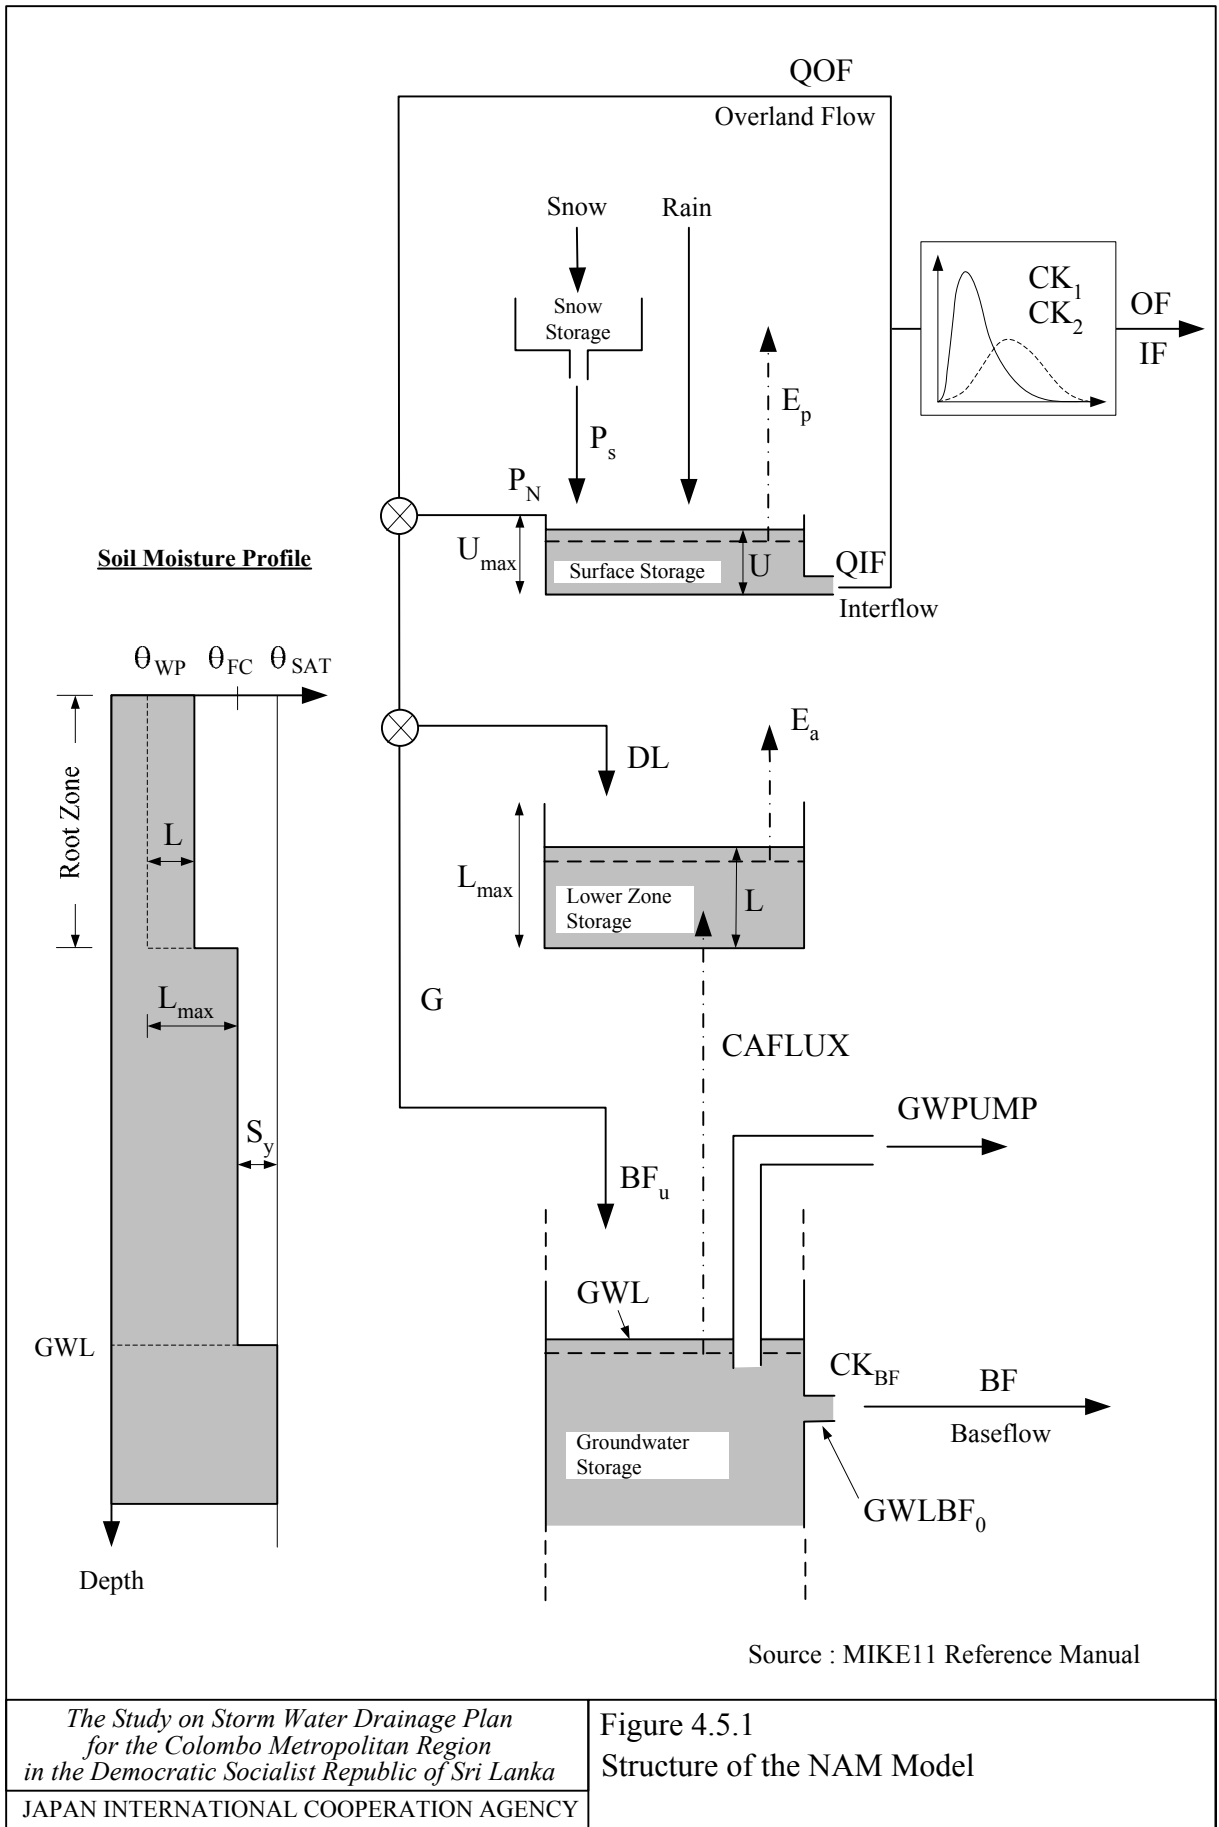 QOF
Overland Flow
Snow
Rain
Snow
Storage
CK1
CK2
OF
IF
Ep
Ps
PN
Umax
Surface Storage
U
QIF
Interflow
Soil Moisture Profile
θWP
θFC
θSAT
Root Zone
L
Lmax
Sy
GWL
Depth
DL
Ea
Lmax
Lower Zone
Storage
L
G
CAFLUX
GWPUMP
BFu
GWL
CKBF
BF
Baseflow
Groundwater
Storage
GWLBF0
Source : MIKE11 Reference Manual
The Study on Storm Water Drainage Plan
for the Colombo Metropolitan Region
in the Democratic Socialist Republic of Sri Lanka
JAPAN INTERNATIONAL COOPERATION AGENCY
Figure 4.5.1
Structure of the NAM Model